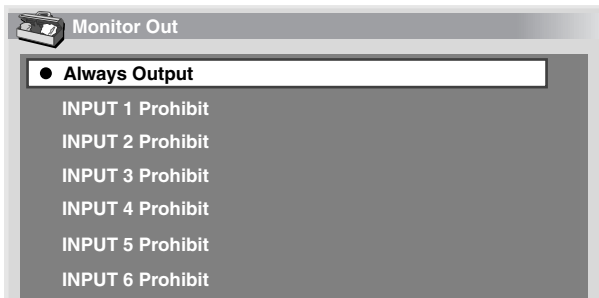 Monitor Out
Always Output
INPUT 1 Prohibit
INPUT 2 Prohibit
INPUT 3 Prohibit
INPUT 4 Prohibit
INPUT 5 Prohibit
INPUT 6 Prohibit